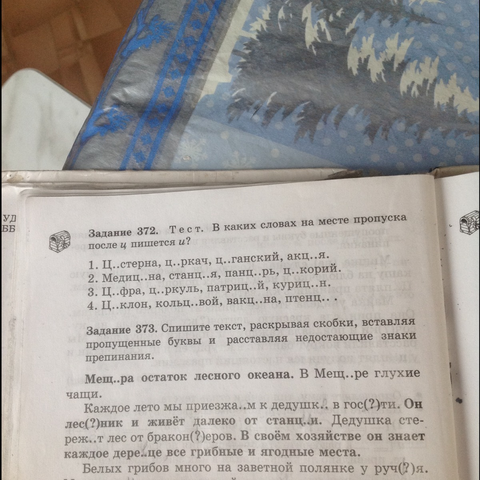 УД
ВБ
Задание 372. Тест. В каких словах на месте пропуска
после ц пишется и?
1. Ц..стерна, ц..ркач, ц..ганский, акц..я.
2. Медиц..на, станц..я, панц..рь, ц..корий.
3. Ц..фра, ц..ркуль, патриц..й, куриц..н.
4. Ц..клон, кольц..вой, вакц..на, птенц.. .
Задание 373. Спишите текст, раскрывая скобки, вставляя
пропущенные буквы и расставляя недостающие знаки
препинания.
Мещ..ра остаток лесного океана. В Мещ..ре глухие
чащи.
Каждое лето мы приезжа..м к дедушк.. в гос(?)ти. Он
лес(?)ник и живёт далеко от станц..и. Дедушка сте-
реж..т лес от бракон(?)еров. В своём хозяйстве он знает
каждое дере..це все грибные и ягодные места.
Белых грибов много на заветной полянке у руч(?)я.